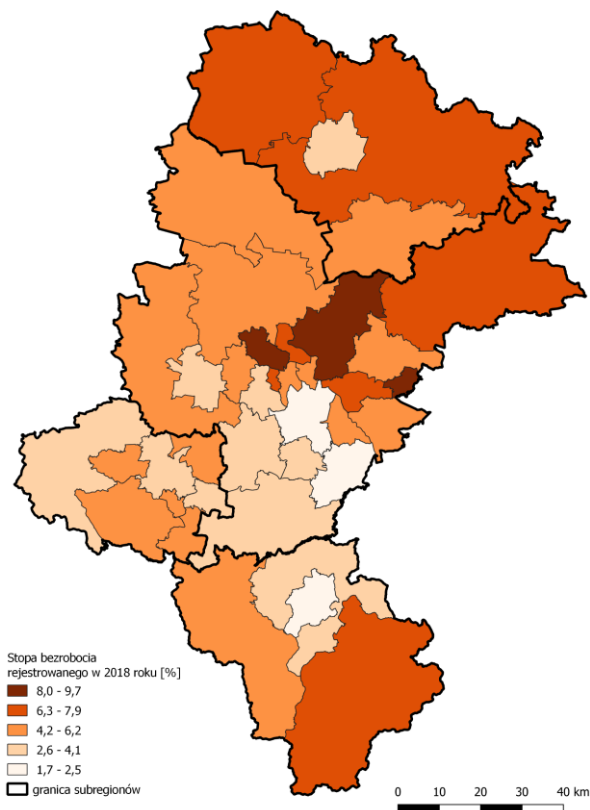 Stopa bezrobocia
rejestrowanego w 2018 roku [%]
8,0 - 9,7
6,3 - 7,9
4,2 - 6,2
2,6 - 4,1
1,7 - 2,5
granica subregionów
0 10 20 30 40 km